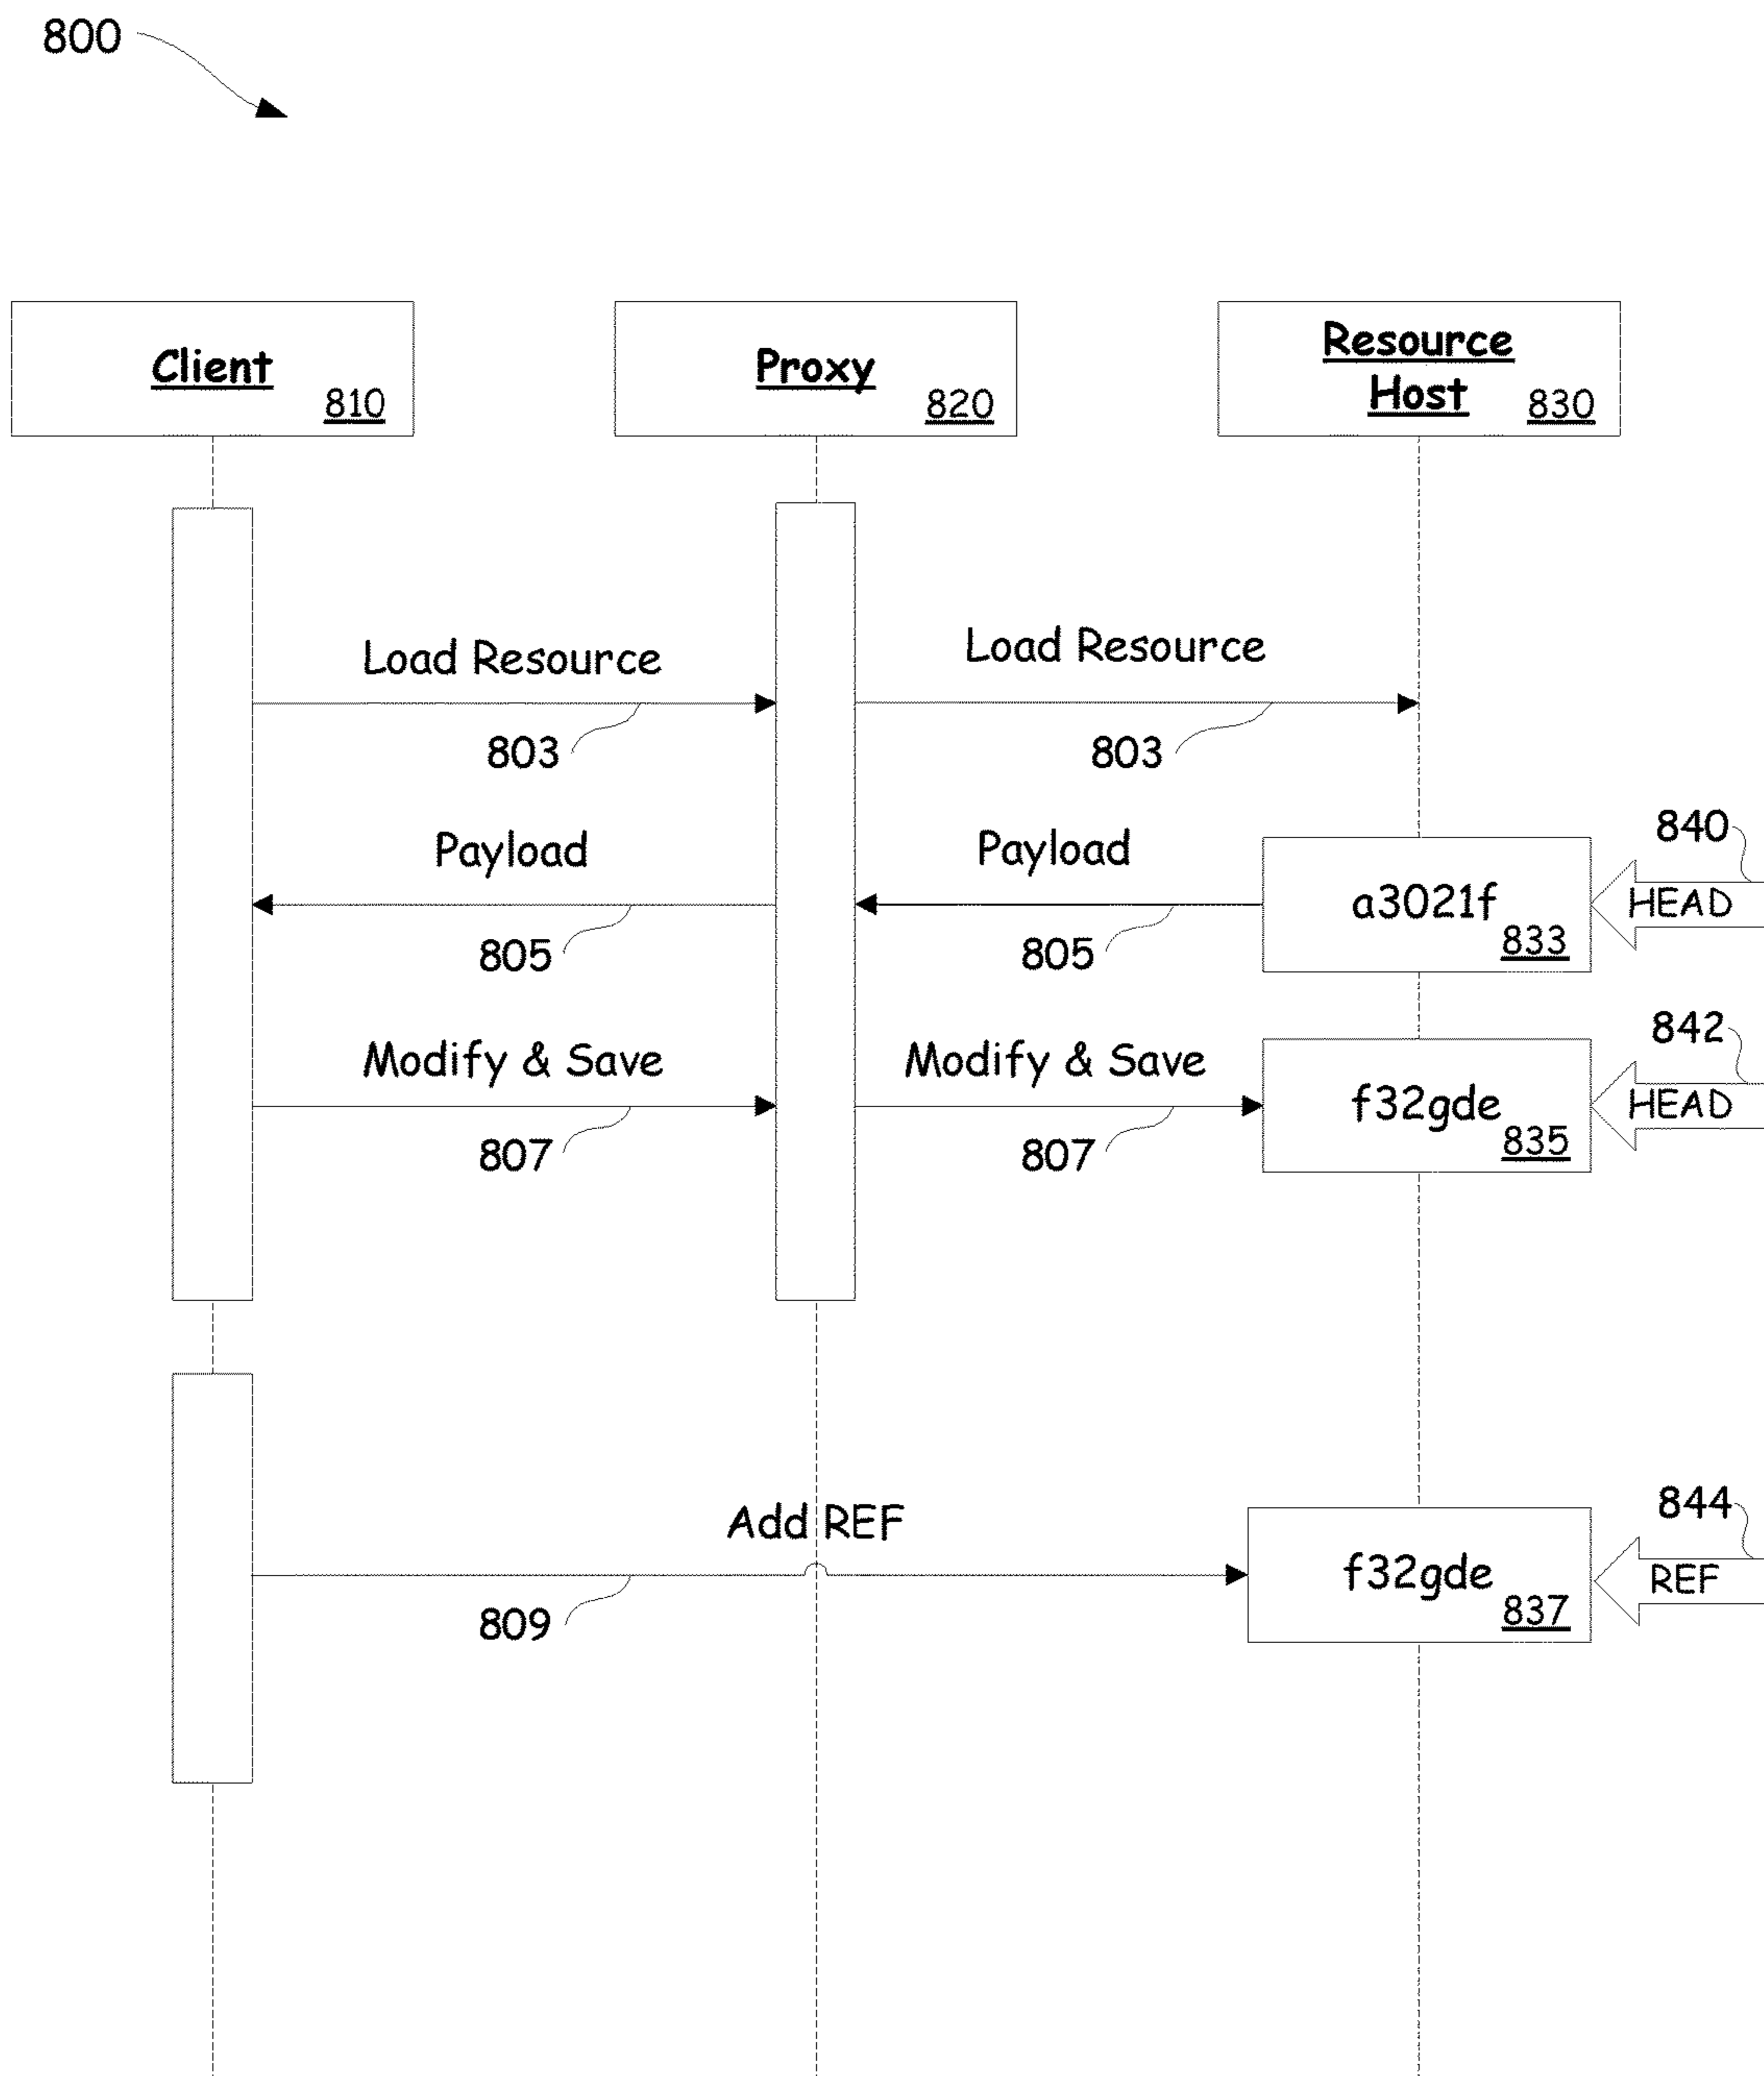 800
Client
810
Proxy
820
Resource
Host
830
Load Resource
803
Load Resource
803
Payload
805
Payload
805
a3021f
833
840
HEAD
Modify & Save
807
Modify & Save
807
f32gde
835
842
HEAD
Add REF
809
f32gde
837
844
REF